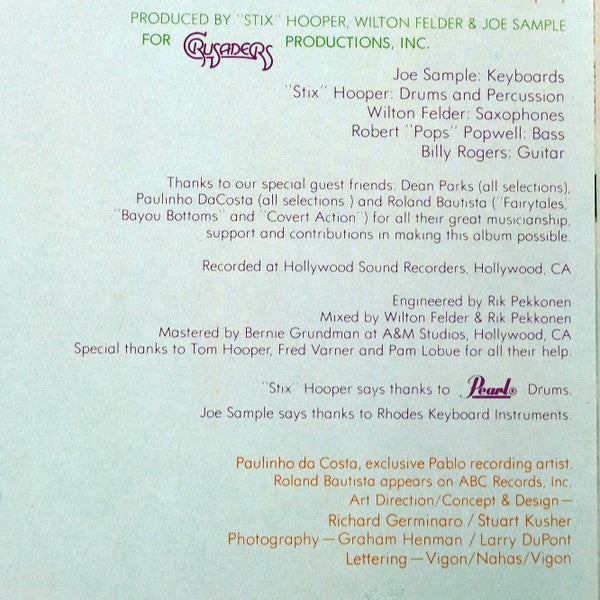 PRODUCED BY "STIX" HOOPER, WILTON FELDER & JOE SAMPLE
FOR CRUSADERS PRODUCTIONS, INC.
Joe Sample: Keyboards
"Stix" Hooper: Drums and Percussion
Wilton Felder: Saxophones
Robert "Pops" Popwell: Bass
Billy Rogers: Guitar
Thanks to our special guest friends: Dean Parks (all selections),
Paulinho DaCosta (all selections ) and Roland Bautista ("Fairytales,"
"Bayou Bottoms" and "Covert Action") for all their great musicianship,
support and contributions in making this album possible.
Recorded at Hollywood Sound Recorders, Hollywood, CA
Engineered by Rik Pekkonen
Mixed by Wilton Felder & Rik Pekkonen
Mastered by Bernie Grundman at A&M Studios, Hollywood, CA
Special thanks to Tom Hooper, Fred Varner and Pam Lobue for all their help.
"Stix" Hooper says thanks to Pearl® Drums.
Joe Sample says thanks to Rhodes Keyboard Instruments.
Paulinho da Costa, exclusive Pablo recording artist.
Roland Bautista appears on ABC Records, Inc.
Art Direction/Concept & Design—
Richard Germinaro / Stuart Kusher
Photography—Graham Henman / Larry DuPont
Lettering—Vigon/Nahas/Vigon